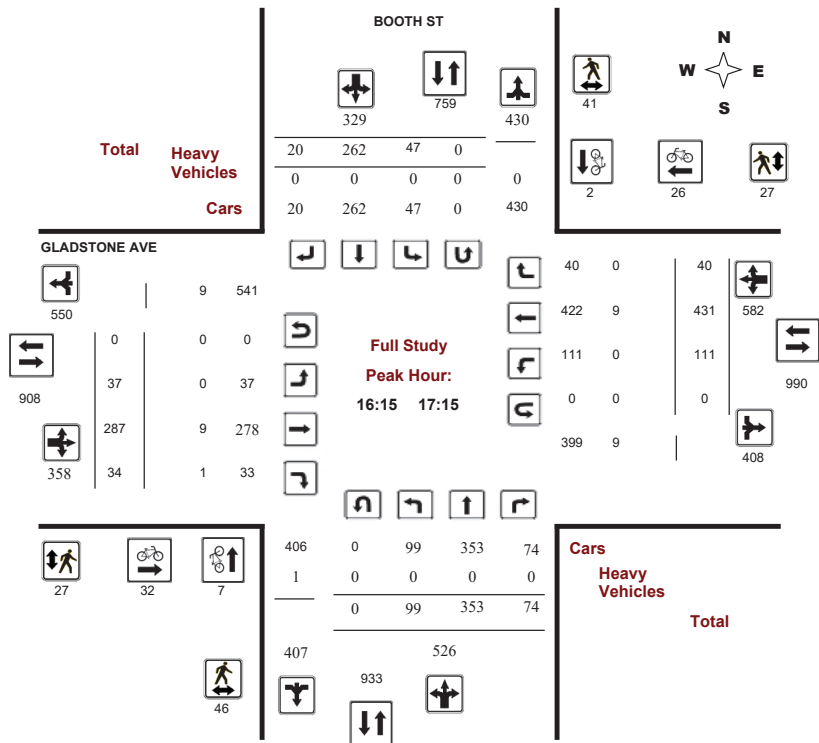 BOOTH ST
N
W E
S
759
41
329 430
Total Heavy Vehicles 20 262 47 0
0 0 0 0 0
2 26 27
Cars 20 262 47 0 430
GLADSTONE AVE
40 0 40
550 9 541
422 9 431 582
0 0 0
Full Study
Peak Hour:
16:15 17:15
908 37 0 37
111 0 111
990
0 0 0
287 9 278
399 9 408
358 34 1 33
406 0 99 353 74 Cars
1 0 0 0 0 Heavy Vehicles
27 32 7
0 99 353 74 Total
407 526
933
46